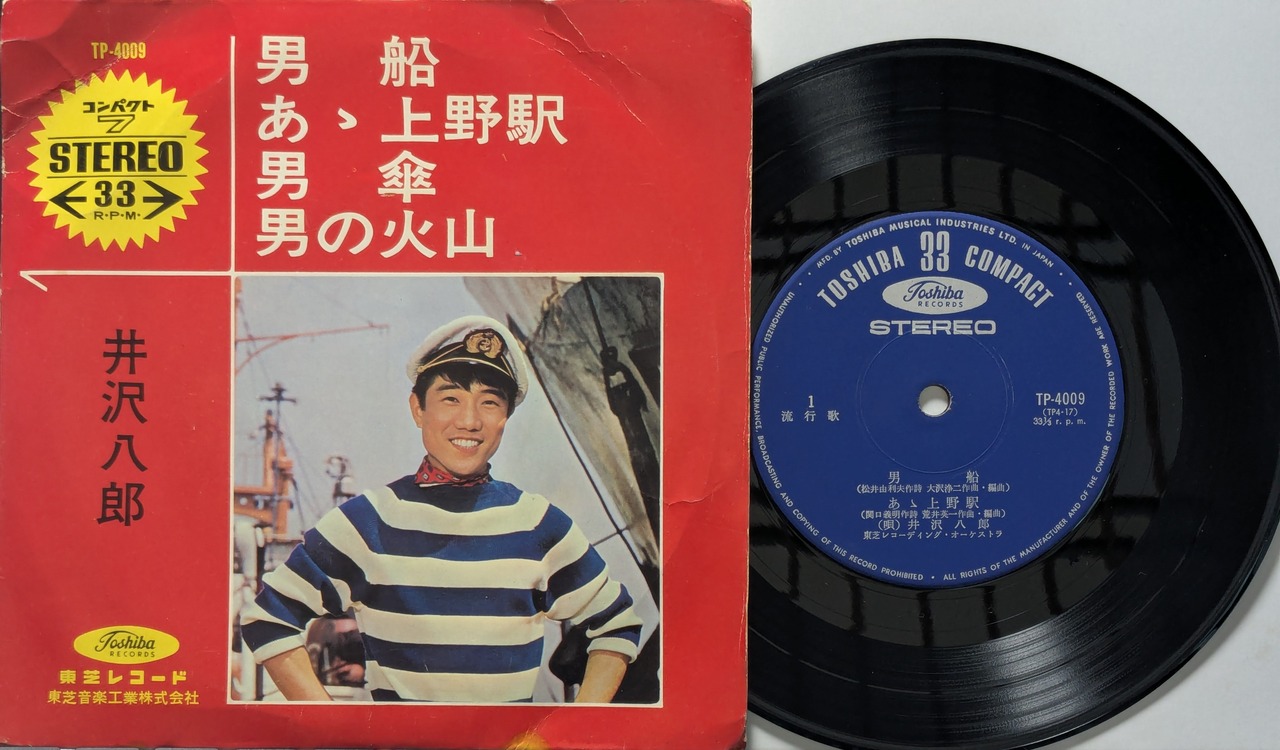 TP-4009
コンパクト
7
STEREO
33
R・P・M・
男 船
あゝ上野駅
男 傘
男の火山
井沢八郎
Toshiba
RECORDS
東芝レコード
東芝音楽工業株式会社
MFD. BY TOSHIBA MUSICAL INDUSTRIES LTD. IN JAPAN
TOSHIBA 33 COMPACT
Toshiba
RECORDS
STEREO
1
流行歌
TP-4009
(TP4・17)
33⅓ r. p. m.
男 船
(松井由利夫作詩 大沢浄二作曲・編曲)
あゝ上野駅
(関口義明作詩 荒井英一作曲・編曲)
(唄) 井沢八郎
東芝レコーディング・オーケストラ
UNAUTHORIZED PUBLIC PERFORMANCE, BROADCASTING AND COPYING OF THIS RECORD PROHIBITED • ALL RIGHTS OF THE MANUFACTURER AND OF THE OWNER OF THE RECORDED WORK ARE RESERVED